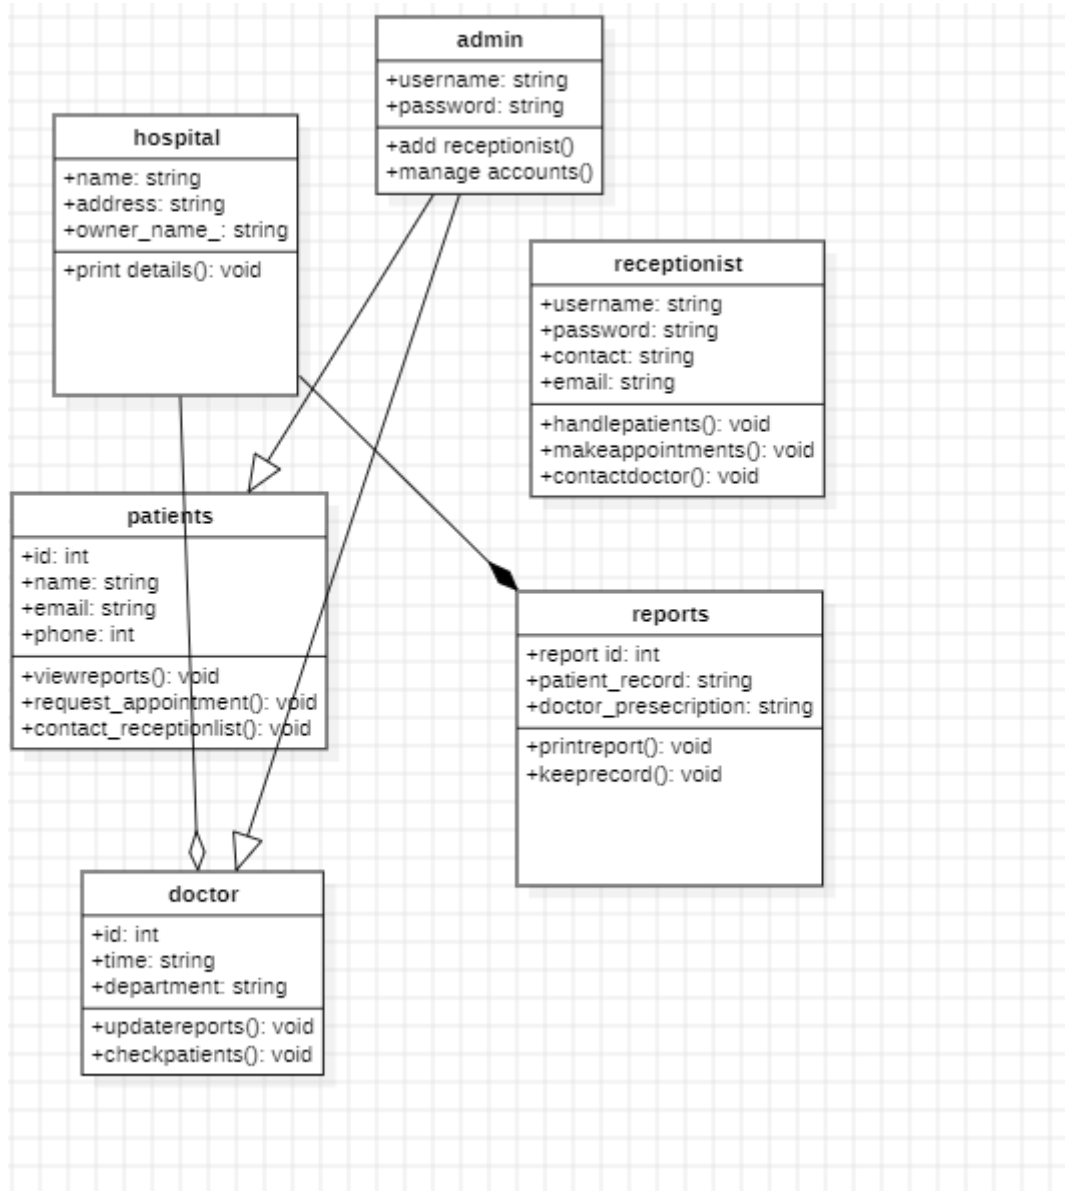 admin
+username: string
+password: string
+add receptionist()
+manage accounts()
hospital
+name: string
+address: string
+owner_name_: string
+print details(): void
receptionist
+username: string
+password: string
+contact: string
+email: string
+handlepatients(): void
+makeappointments(): void
+contactdoctor(): void
patients
+id: int
+name: string
+email: string
+phone: int
+viewreports(): void
+request_appointment(): void
+contact_receptionlist(): void
reports
+report id: int
+patient_record: string
+doctor_presecription: string
+printreport(): void
+keeprecord(): void
doctor
+id: int
+time: string
+department: string
+updatereports(): void
+checkpatients(): void